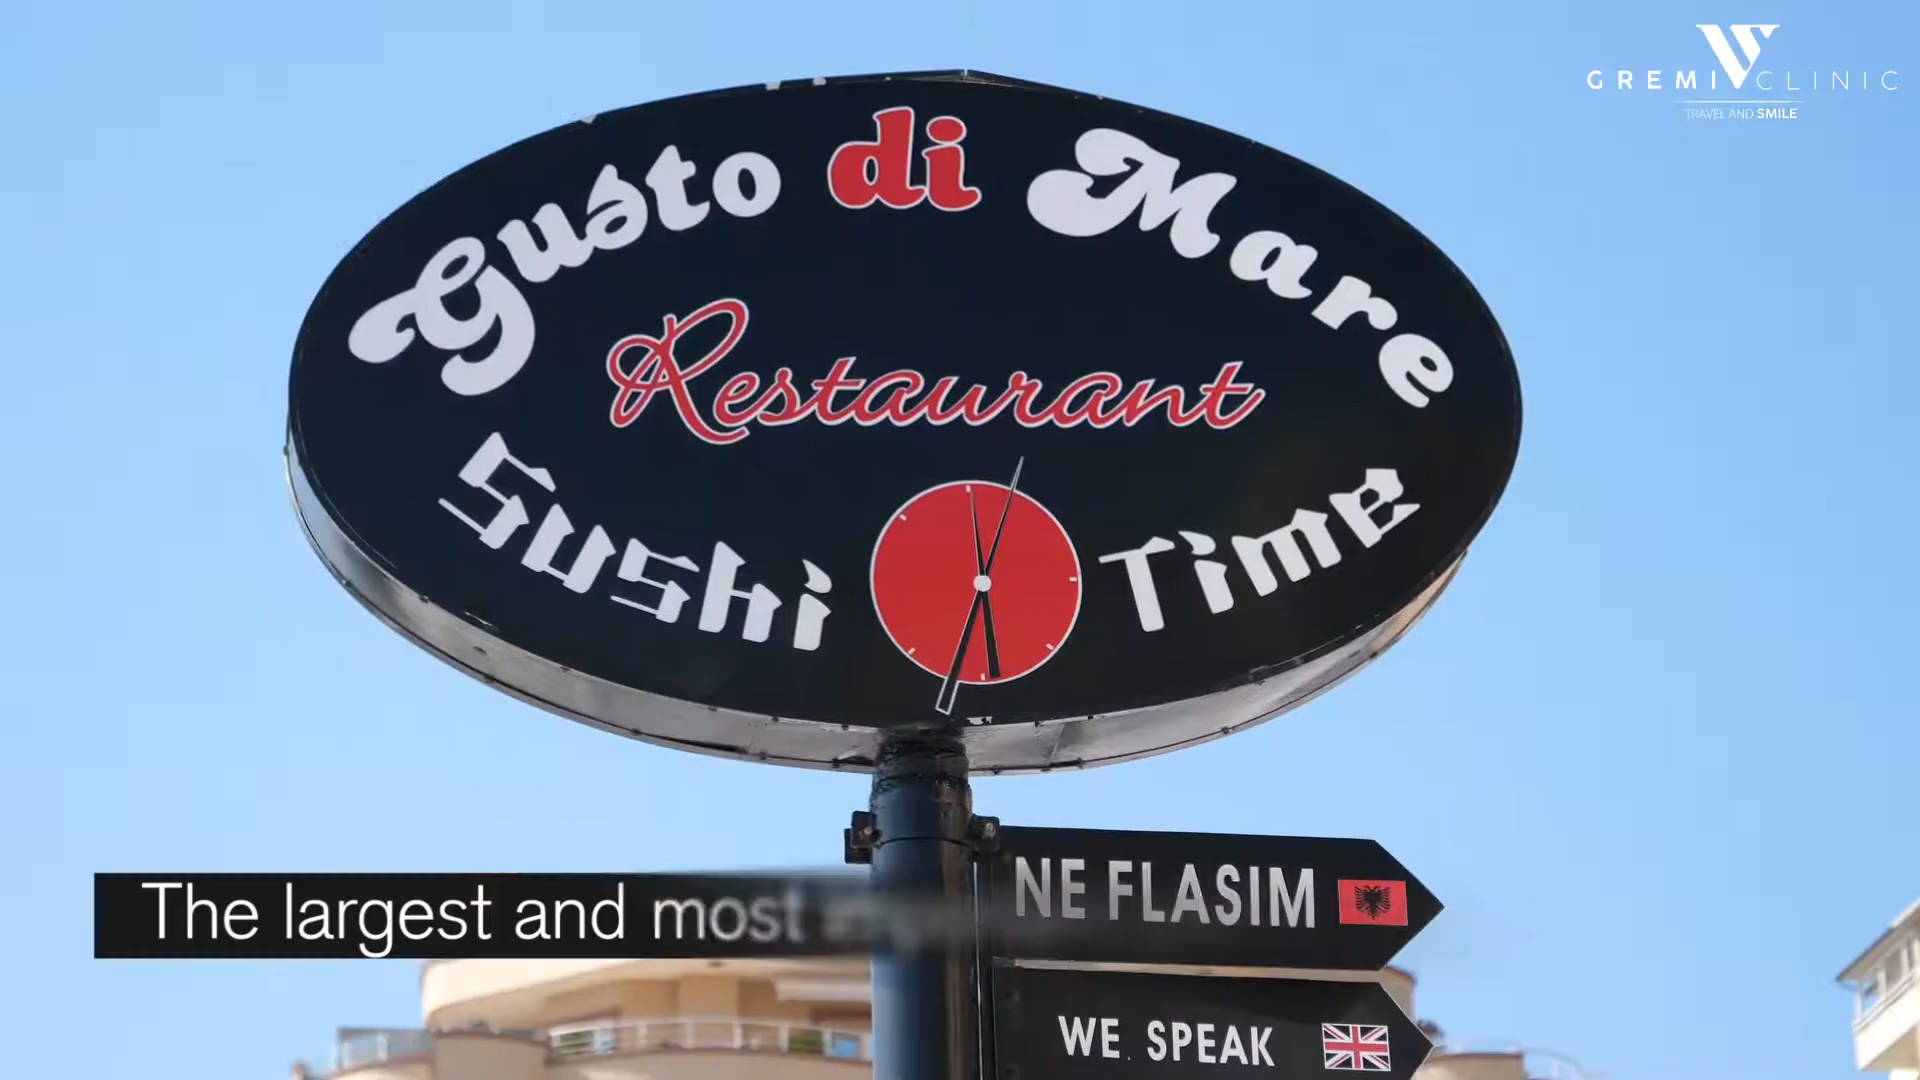 GREMI CLINIC
TRAVEL AND SMILE
Gusto di Mare
Restaurant
Sushi Time
The largest and most
NE FLASIM
WE SPEAK